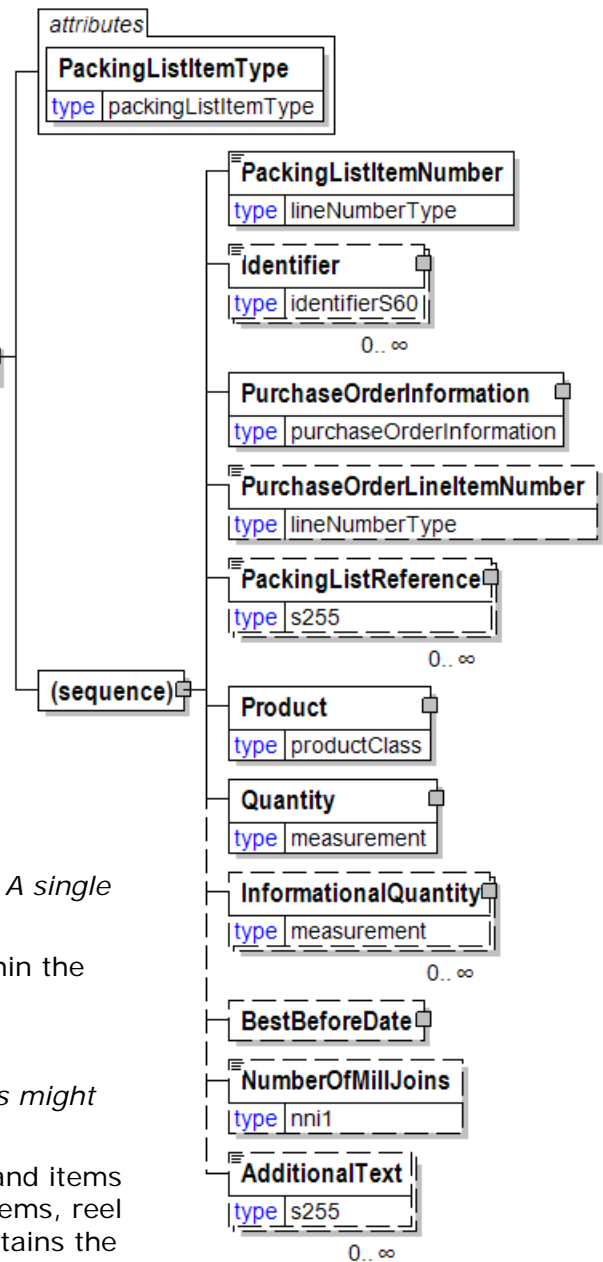 attributes
PackingListItemType
type packingListItemType
PackingListItemNumber
type lineNumberType
Identifier
type identifierS60
0.. ∞
PurchaseOrderInformation
type purchaseOrderInformation
PurchaseOrderLineItemNumber
type lineNumberType
PackingListReference
type s255
0.. ∞
(sequence)
Product
type productClass
Quantity
type measurement
InformationalQuantity
type measurement
0.. ∞
BestBeforeDate
NumberOfMillJoins
type nni1
AdditionalText
type s255
0.. ∞
A single
hin the
s might
and items
ems, reel
tains the